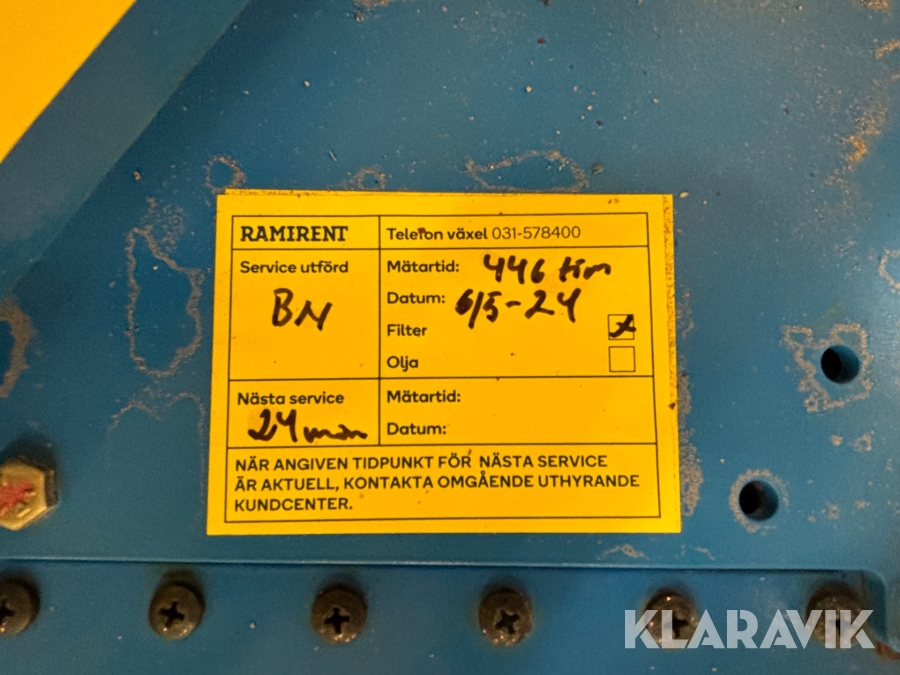 RAMIRENT
Telefon växel 031-578400
Service utförd
BN
Mätartid: 446 tim
Datum: 6/5-24
Filter
Olja
Nästa service
24 mån
Mätartid:
Datum:
NÄR ANGIVEN TIDPUNKT FÖR NÄSTA SERVICE
ÄR AKTUELL, KONTAKTA OMGÅENDE UTHYRANDE
KUNDCENTER.
KLARAVIK